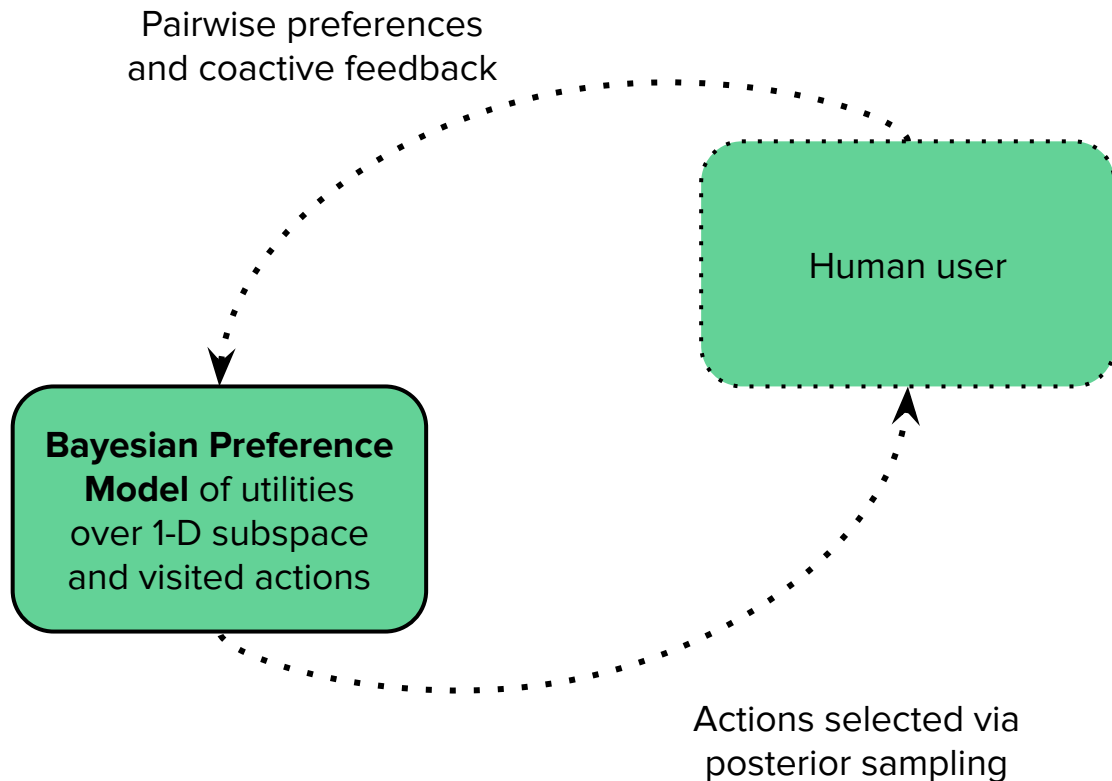 Pairwise preferences
and coactive feedback
Human user
Bayesian Preference
Model of utilities
over 1-D subspace
and visited actions
Actions selected via
posterior sampling